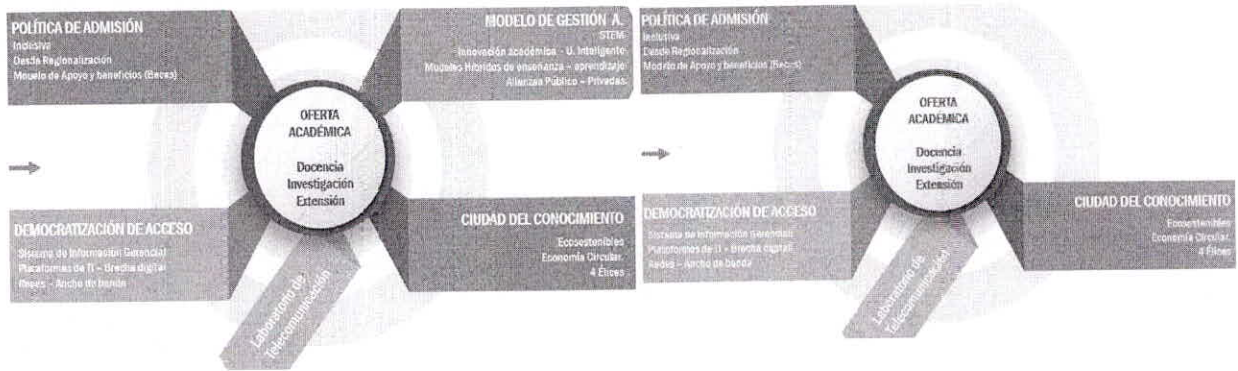 POLÍTICA DE ADMISIÓN
Inclusiva
Desde Regionalización
Modelo de Apoyo y beneficios (Becas)
MODELO DE GESTIÓN A.
STEM
Innovación académica - U. Inteligente
Modelos Híbridos de enseñanza – aprendizaje
Alianzas Público – Privadas
OFERTA
ACADÉMICA
Docencia
Investigación
Extensión
DEMOCRATIZACIÓN DE ACCESO
Sistema de Información Gerencial
Plataformas de TI – Brecha digital
Redes – Ancho de banda
CIUDAD DEL CONOCIMIENTO
Ecosostenibles
Economía Circular.
4 Élices
Laboratorio de
Telecomunicación
POLÍTICA DE ADMISIÓN
Inclusiva
Desde Regionalización
Modelo de Apoyo y beneficios (Becas)
OFERTA
ACADÉMICA
Docencia
Investigación
Extensión
DEMOCRATIZACIÓN DE ACCESO
Sistema de Información Gerencial
Plataformas de TI – Brecha digital
Redes – Ancho de banda
CIUDAD DEL CONOCIMIENTO
Ecosostenibles
Economía Circular.
4 Élices
Laboratorio de
Telecomunicación